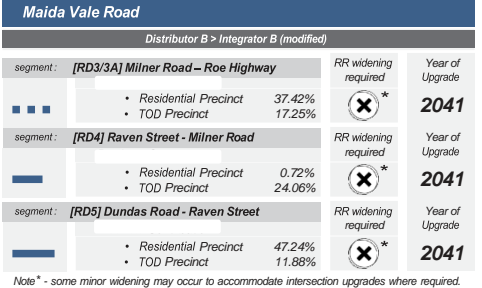 Maida Vale Road
Distributor B > Integrator B (modified)
segment : [RD3/3A] Milner Road – Roe Highway RR widening required Year of Upgrade
• Residential Precinct 37.42%
• TOD Precinct 17.25%
* 2041
segment : [RD4] Raven Street - Milner Road RR widening required Year of Upgrade
• Residential Precinct 0.72%
• TOD Precinct 24.06%
* 2041
segment : [RD5] Dundas Road - Raven Street RR widening required Year of Upgrade
• Residential Precinct 47.24%
• TOD Precinct 11.88%
* 2041
Note* - some minor widening may occur to accommodate intersection upgrades where required.